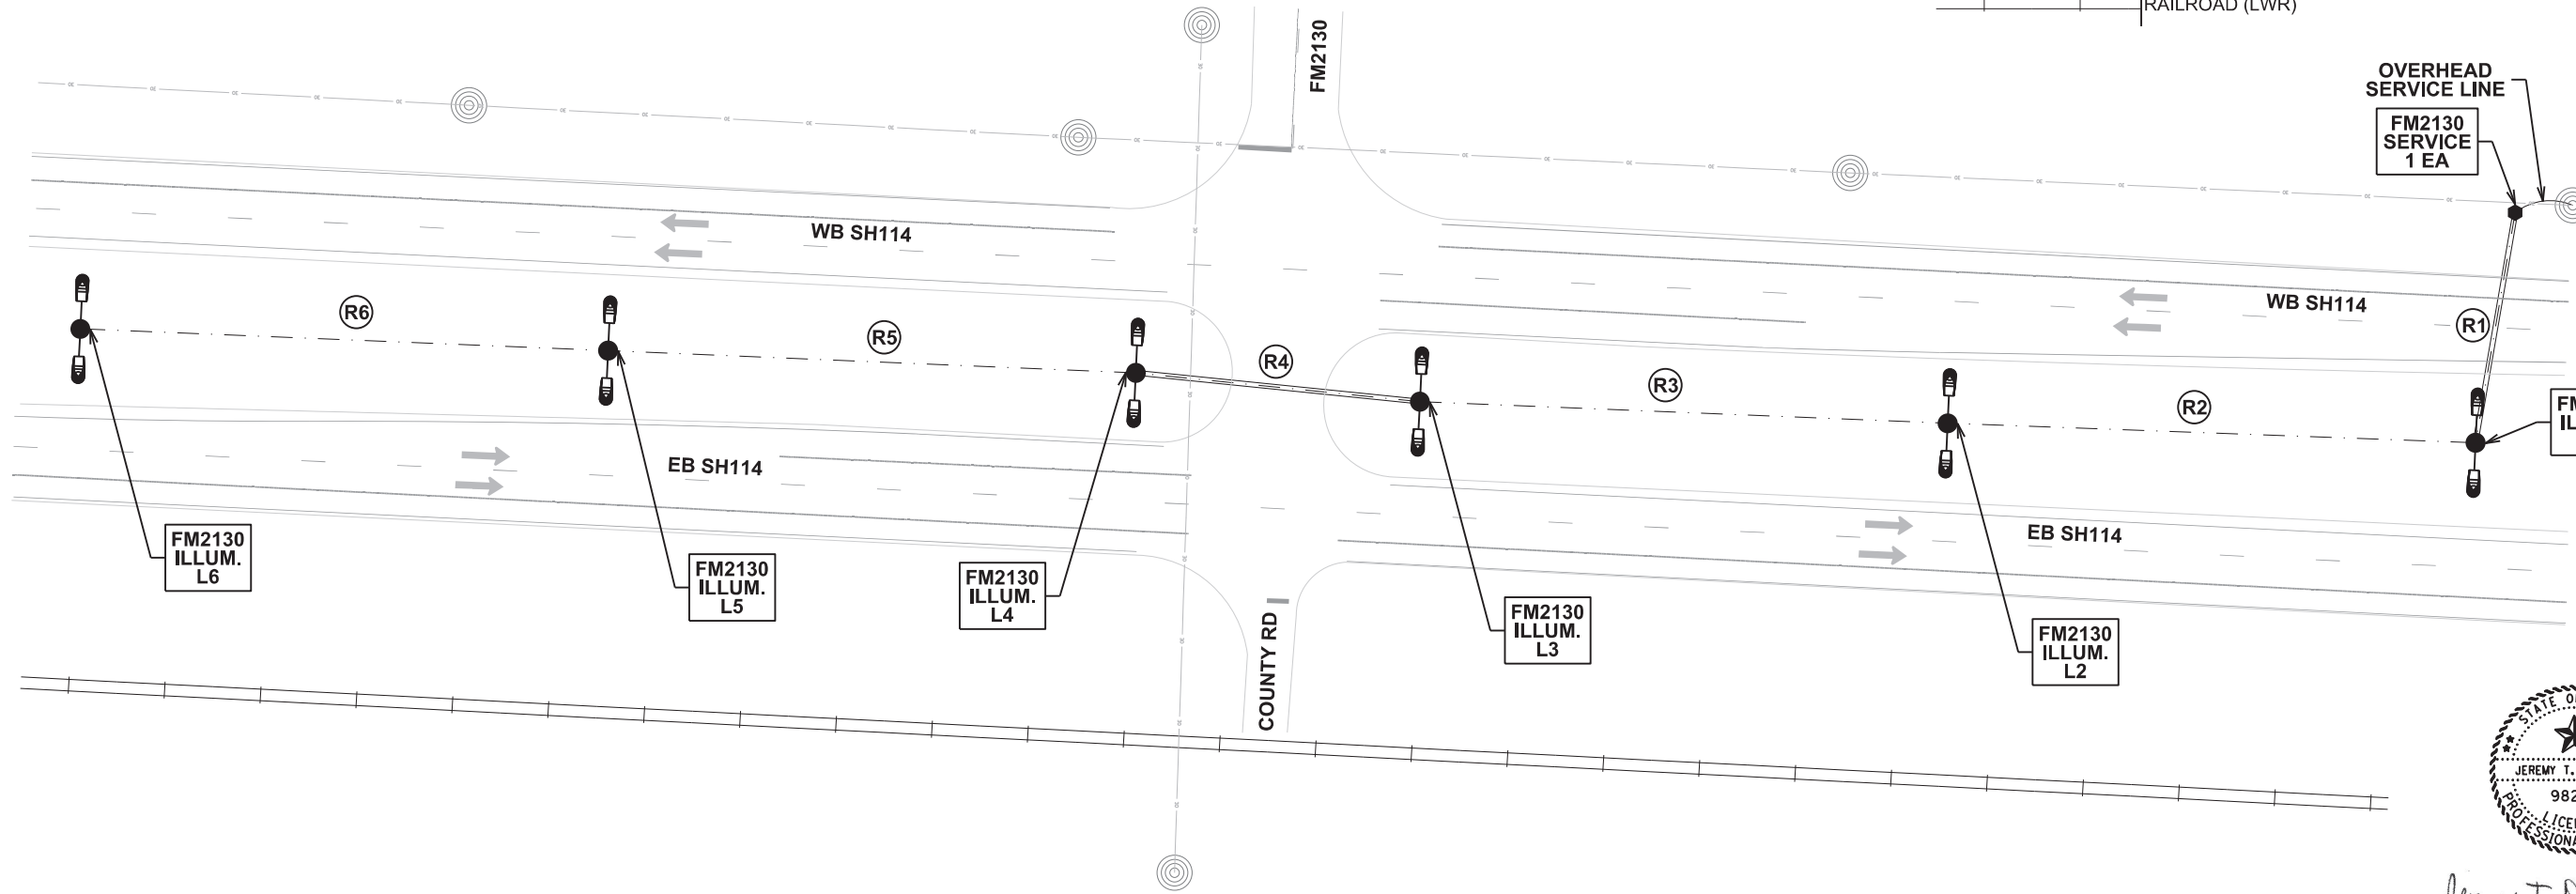 RAILROAD (LWR)
FM2130
OVERHEAD
SERVICE LINE
FM2130
SERVICE
1 EA
WB SH114
WB SH114
R6
R5
R4
R3
R2
R1
EB SH114
EB SH114
FM2130
ILLUM.
L6
FM2130
ILLUM.
L5
FM2130
ILLUM.
L4
FM2130
ILLUM.
L3
FM2130
ILLUM.
L2
COUNTY RD
STATE
JEREMY T.
982